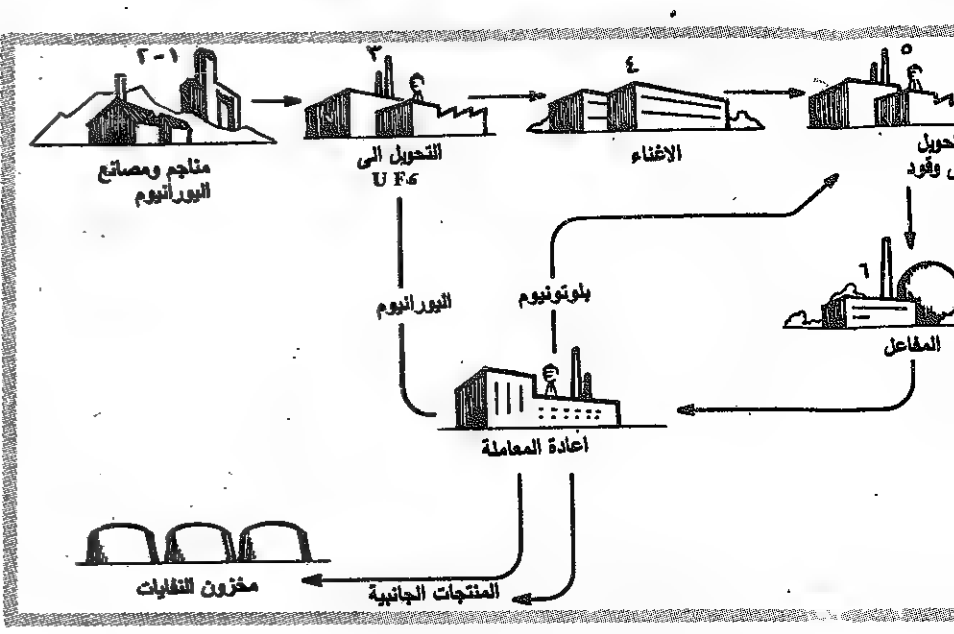 ١-٢
٣
٤
٥
مناجم ومصانع
اليورانيوم
التحويل الى
U F6
الاغناء
وقود
اليورانيوم
بلوتونيوم
٦
المفاعل
اعادة المعاملة
مخزون النفايات
المنتجات الجانبية